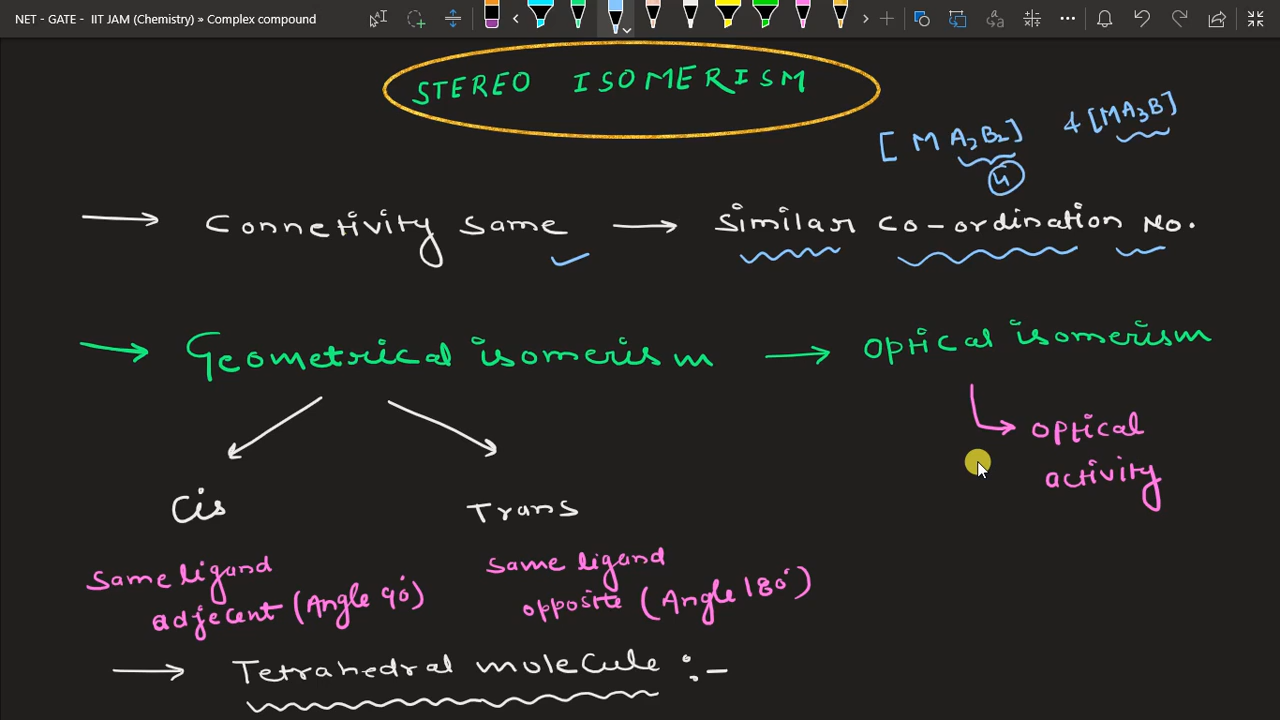 NET - GATE - IIT JAM (Chemistry) » Complex compound
STEREO ISOMERISM
[MA₂B₂] & [MA₃B]
4
→ Connetivity same → Similar Co-ordination No.
→ Geometrical isomerism → optical isomerism
→ optical
activity
Cis Trans
same ligand
adjecent (Angle 90°)
same ligand
opposite (Angle 180°)
→ Tetrahedral molecule :-